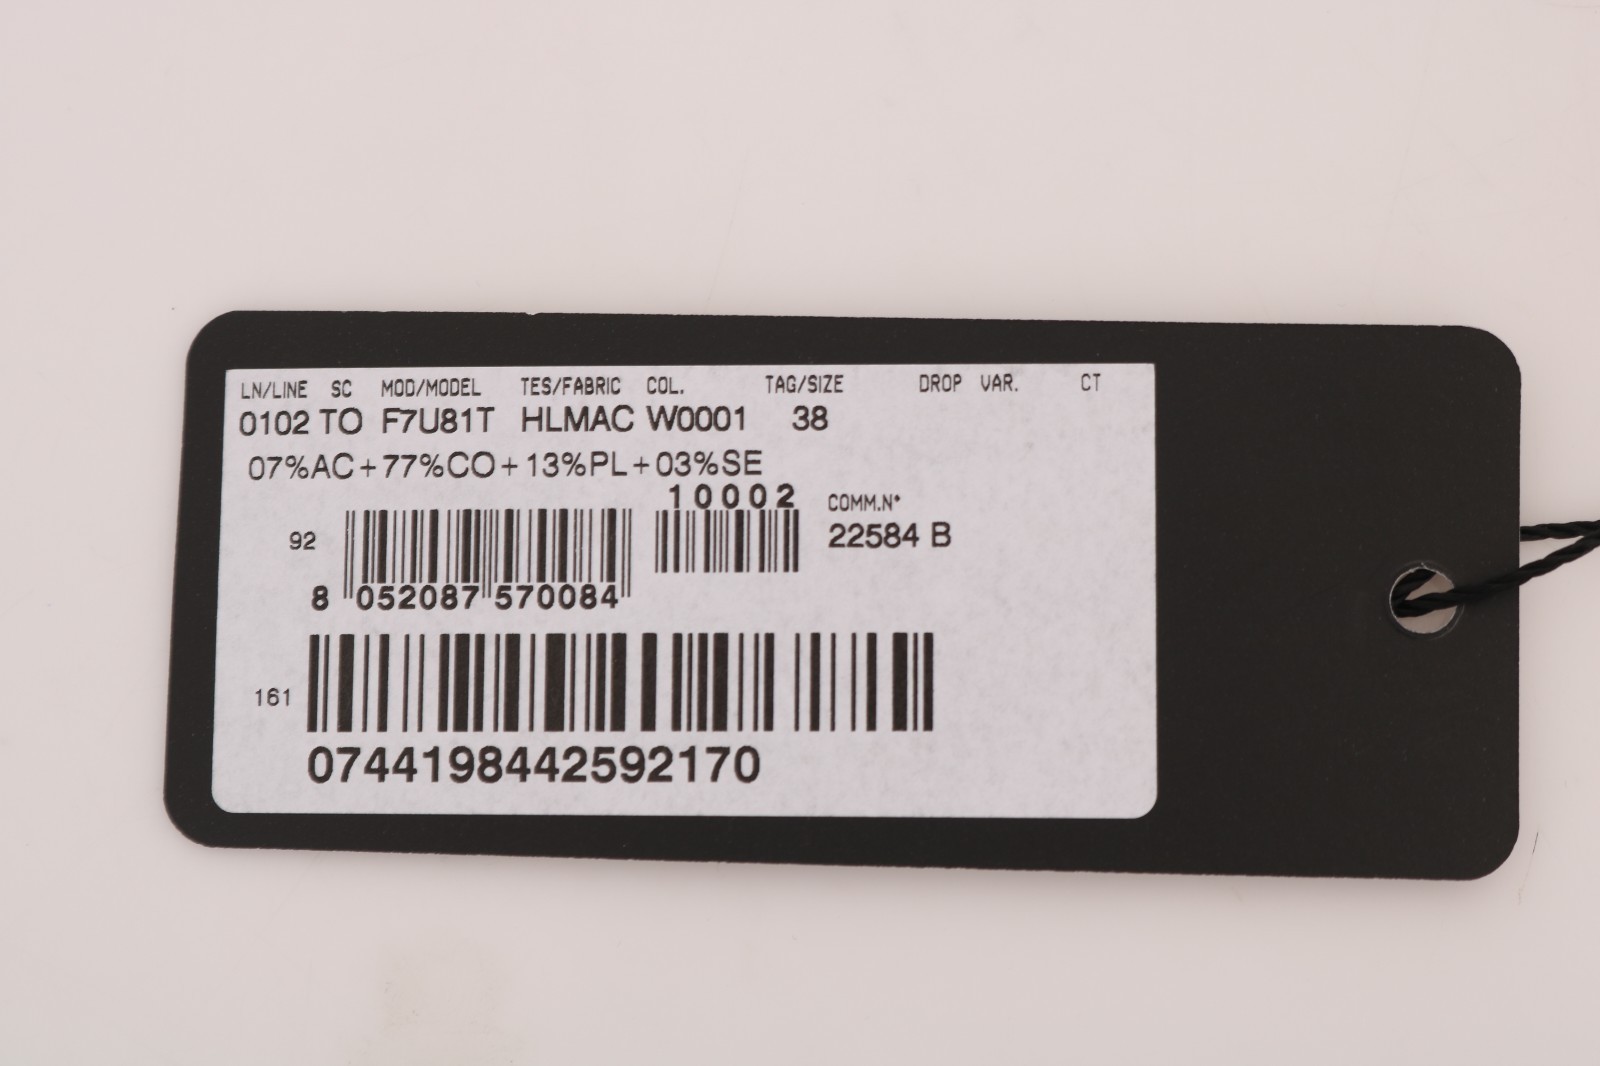 LN/LINE SC MOD/MODEL TES/FABRIC COL. TAG/SIZE DROP VAR. CT
0102 TO F7U81T HLMAC W0001 38
07%AC+77%CO+13%PL+03%SE
10002 COMM.N°
92 22584 B
8 052087 570084
161
0744198442592170